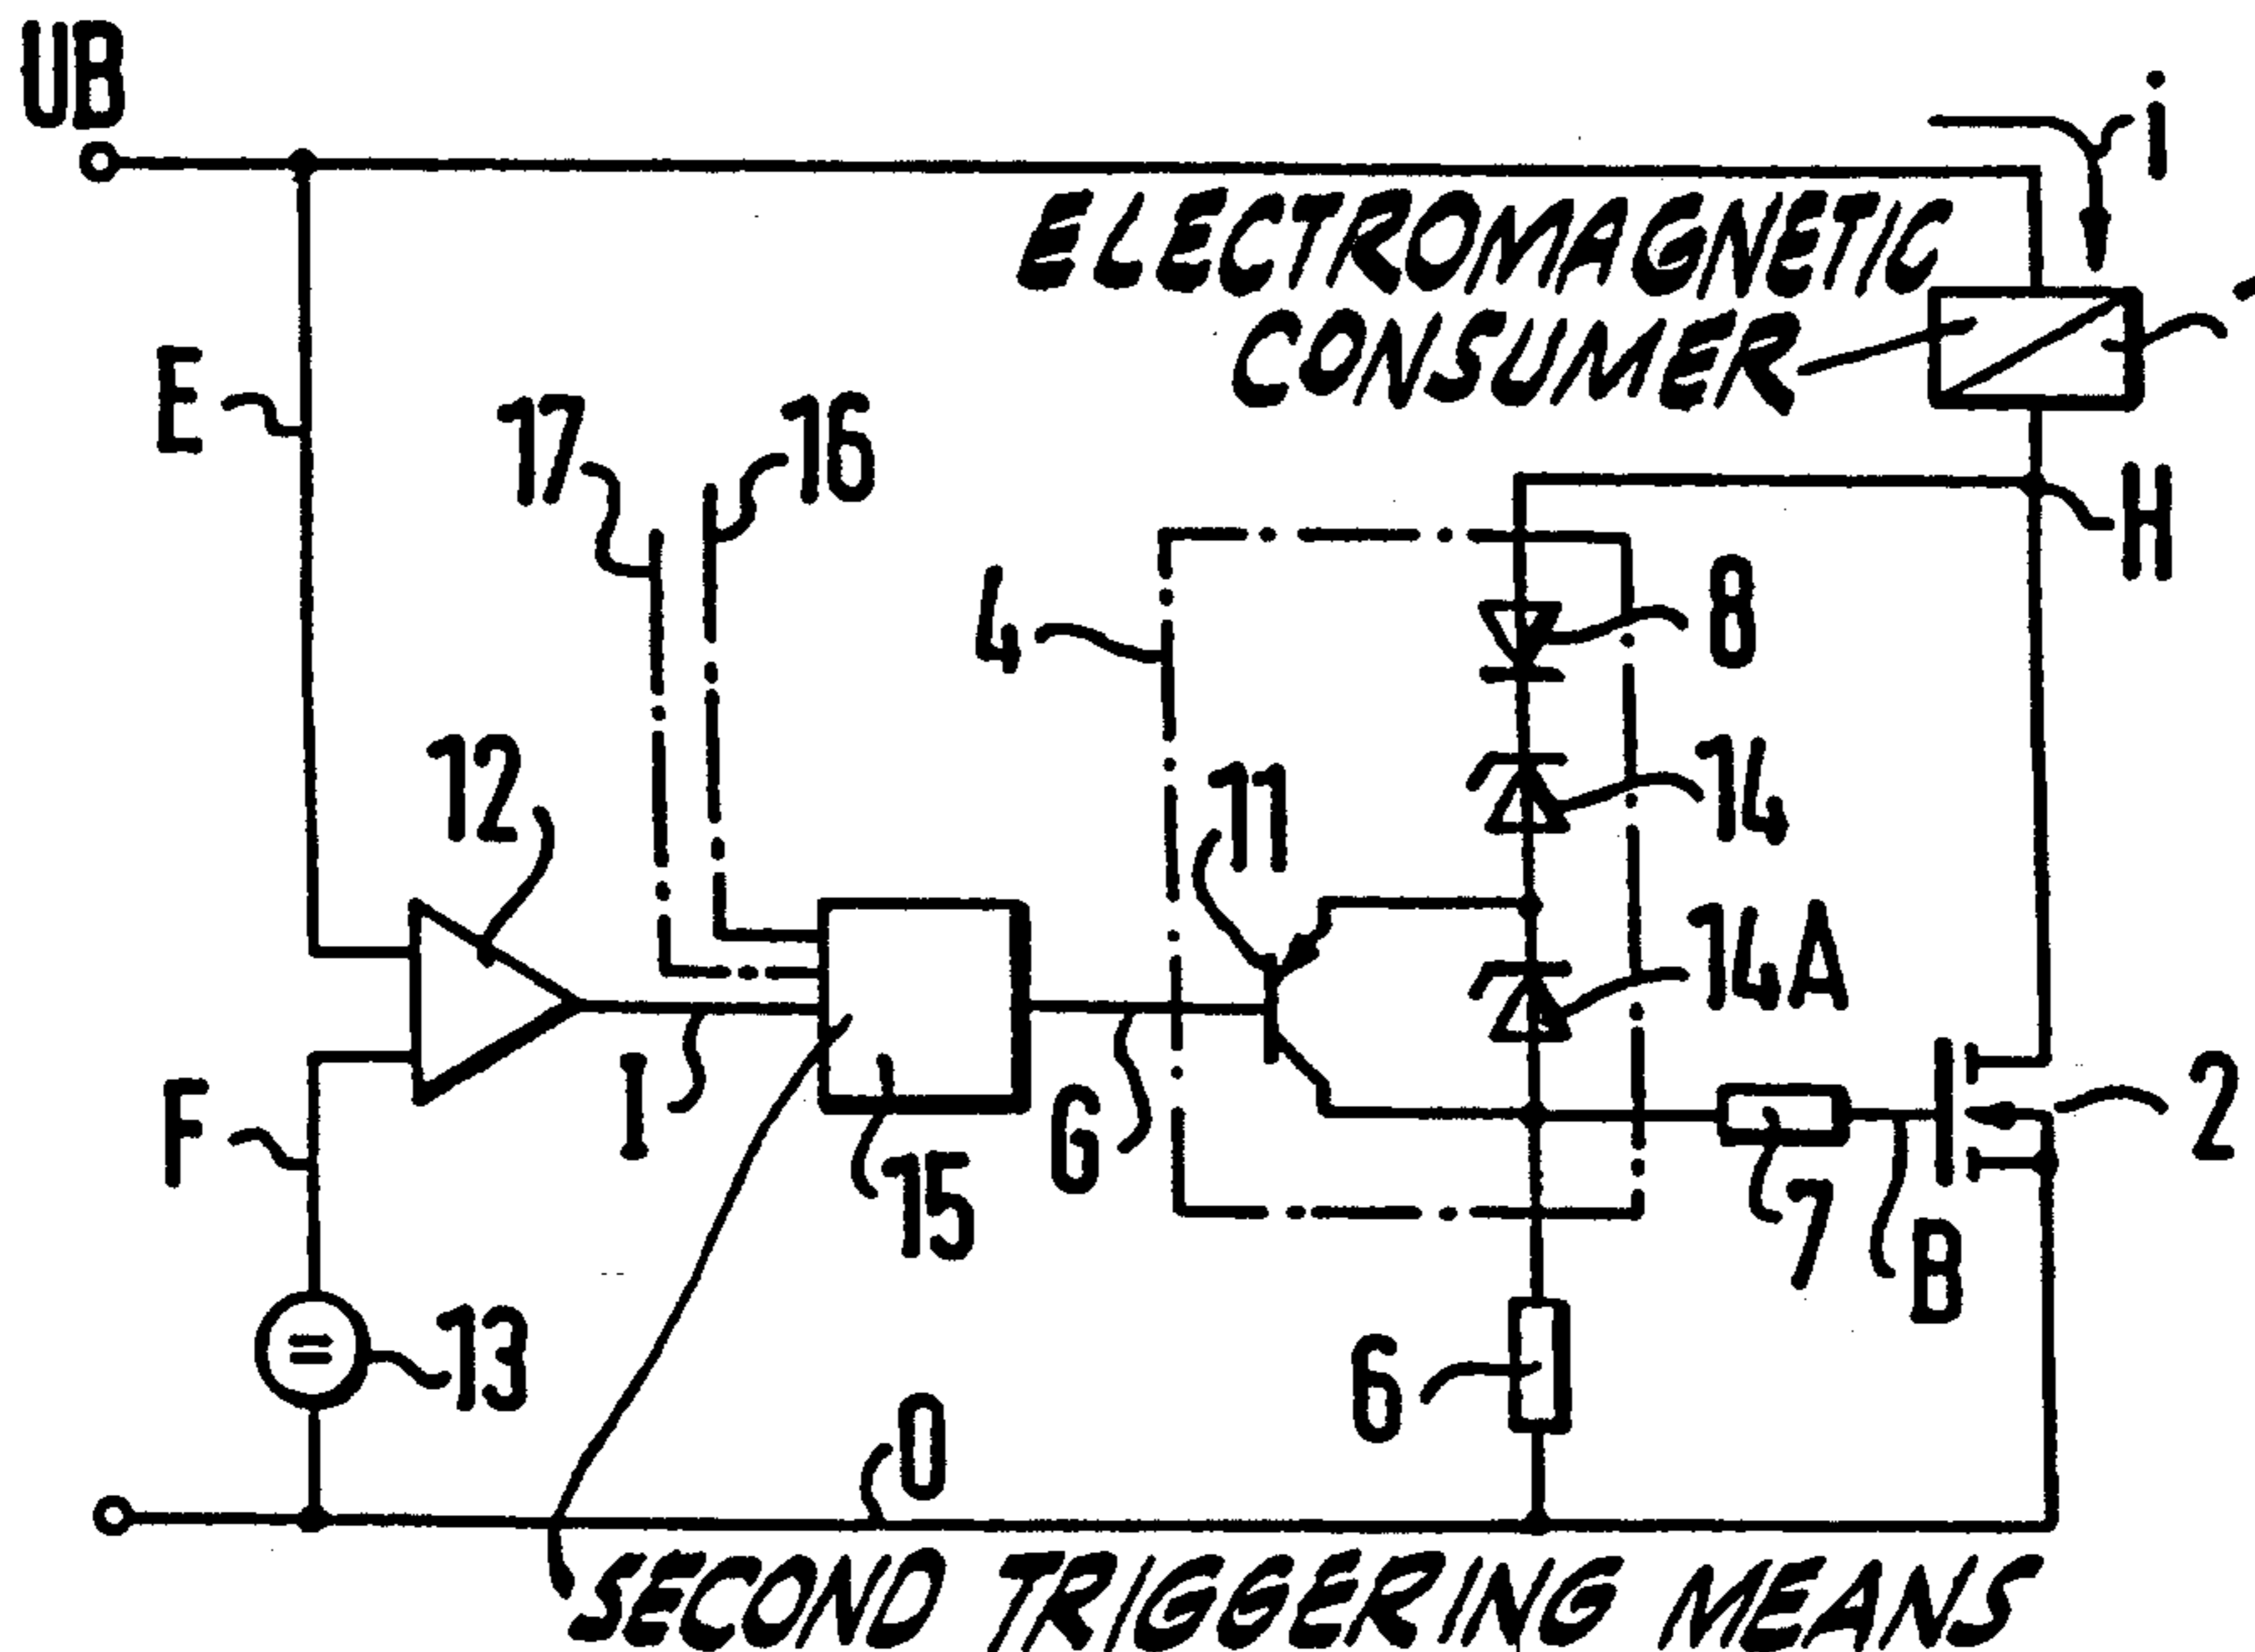 UB
i
ELECTROMAGNETIC
CONSUMER
E
17
16
H
4
8
12
11
14
14A
I
F
15
G
7
B
2
13
6
0
SECOND TRIGGERING MEANS